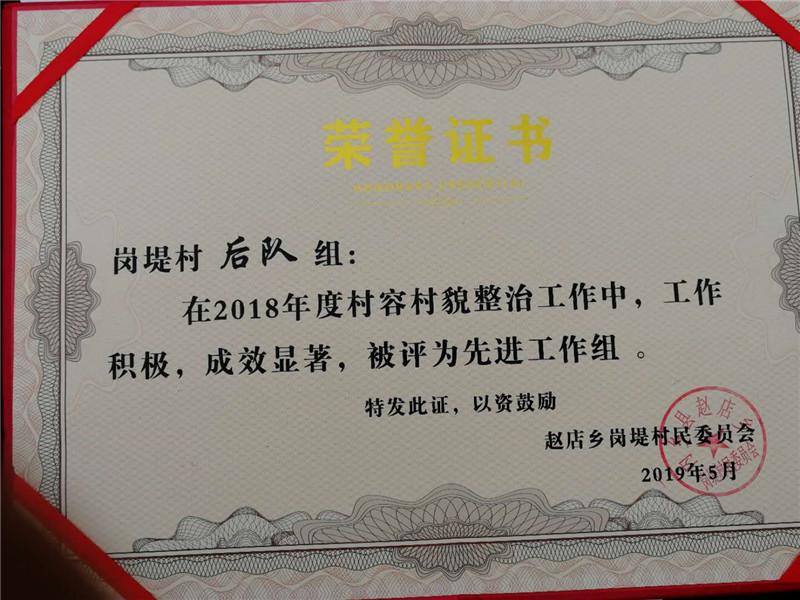 荣誉证书
HONORARY CREDENTIAL
岗堤村 后队 组：
在2018年度村容村貌整治工作中，工作
积极，成效显著，被评为先进工作组 。
特发此证，以资鼓励
赵店乡岗堤村民委员会
2019年5月